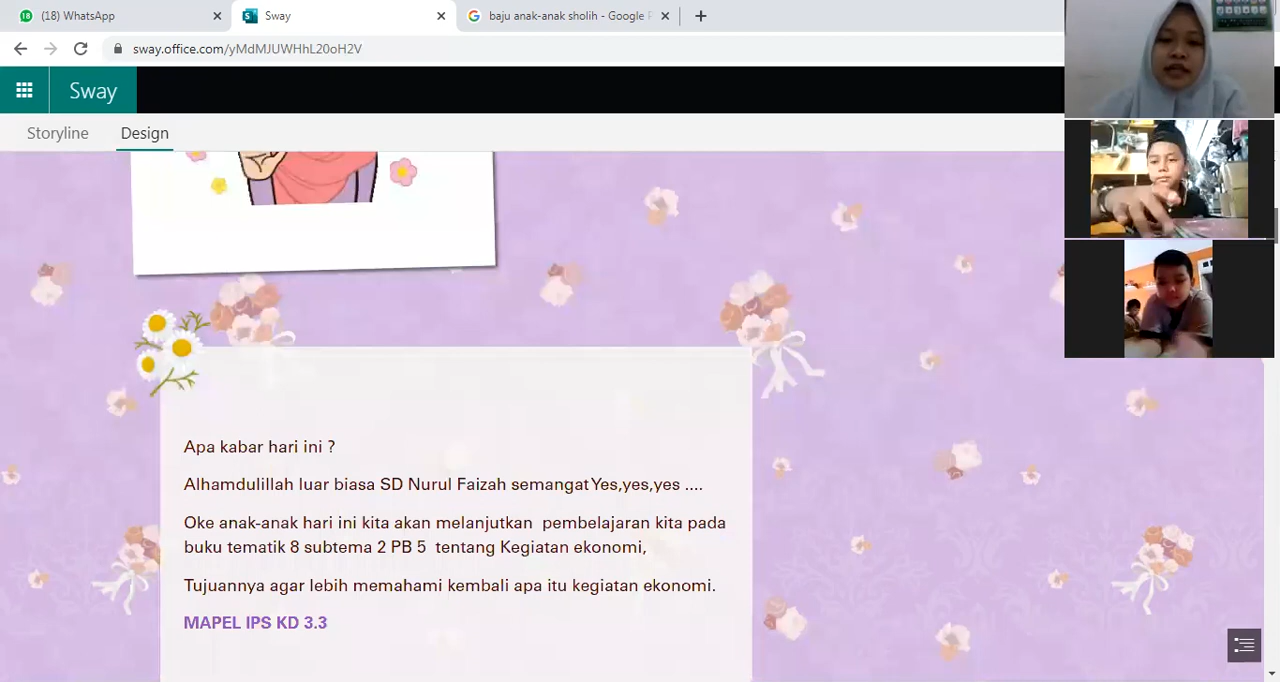 (18) WhatsApp
Sway
baju anak-anak sholih - Google
sway.office.com/yMdMJUWHhL20oH2V
Sway
Storyline Design
Apa kabar hari ini ?
Alhamdulillah luar biasa SD Nurul Faizah semangat Yes,yes,yes ....
Oke anak-anak hari ini kita akan melanjutkan pembelajaran kita pada
buku tematik 8 subtema 2 PB 5 tentang Kegiatan ekonomi,
Tujuannya agar lebih memahami kembali apa itu kegiatan ekonomi.
MAPEL IPS KD 3.3